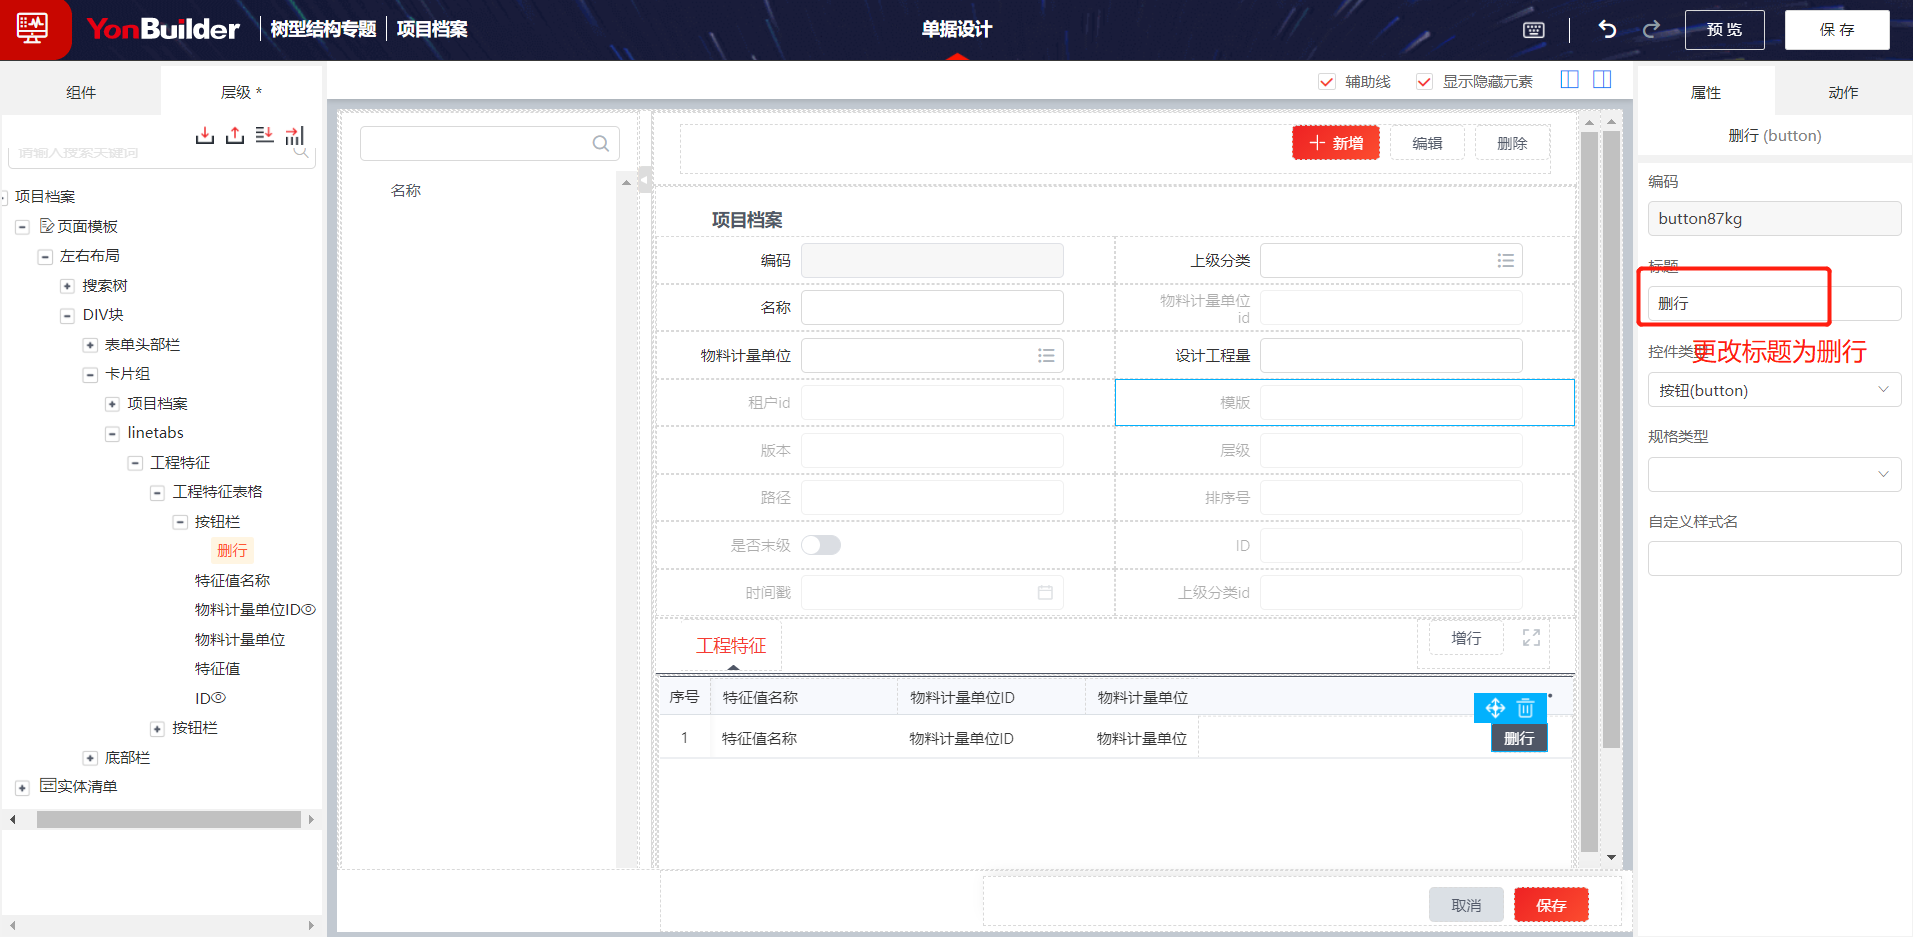 YonBuilder 树型结构专题 项目档案
单据设计
预 览
保 存
组件
层级 *
请输入搜索关键词
项目档案
页面模板
左右布局
搜索树
DIV块
表单头部栏
卡片组
项目档案
linetabs
工程特征
工程特征表格
按钮栏
删行
特征值名称
物料计量单位ID
物料计量单位
特征值
ID
按钮栏
底部栏
实体清单
辅助线
显示隐藏元素
名称
新增
编辑
删除
项目档案
编码
上级分类
名称
物料计量单位id
物料计量单位
设计工程量
租户id
模版
版本
层级
路径
排序号
是否末级
ID
时间戳
上级分类id
工程特征
增行
序号 特征值名称 物料计量单位ID 物料计量单位
1 特征值名称 物料计量单位ID 物料计量单位
删行
取消
保存
属性
动作
删行 (button)
编码
button87kg
标题
删行
更改标题为删行
控件类型
按钮(button)
规格类型
自定义样式名